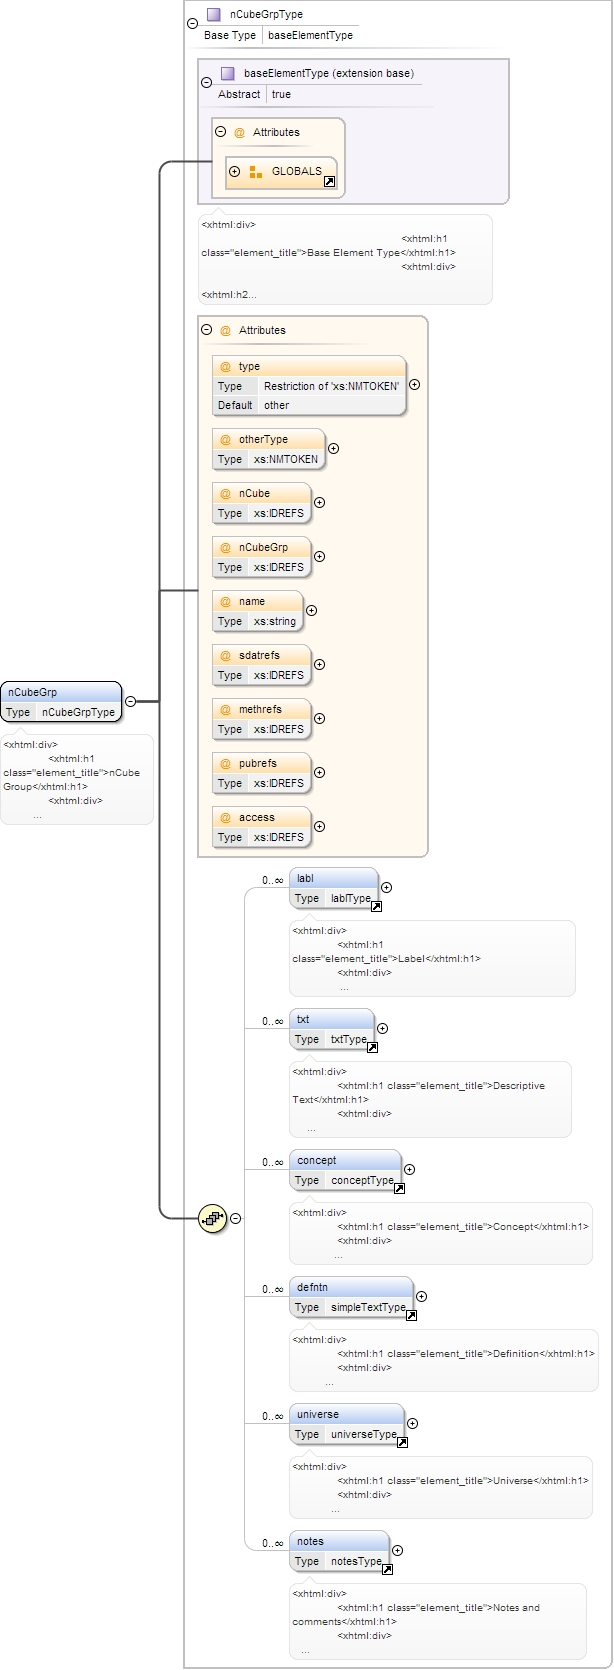 nCubeGrpType
Base Type baseElementType
baseElementType (extension base)
Abstract true
@ Attributes
GLOBALS
<xhtml:div>
<xhtml:h1
class="element_title">Base Element Type</xhtml:h1>
<xhtml:div>
<xhtml:h2...
@ Attributes
@ type
Type Restriction of 'xs:NMTOKEN'
Default other
@ otherType
Type xs:NMTOKEN
@ nCube
Type xs:IDREFS
@ nCubeGrp
Type xs:IDREFS
@ name
Type xs:string
@ sdatrefs
Type xs:IDREFS
@ methrefs
Type xs:IDREFS
@ pubrefs
Type xs:IDREFS
@ access
Type xs:IDREFS
nCubeGrp
Type nCubeGrpType
<xhtml:div>
<xhtml:h1
class="element_title">nCube
Group</xhtml:h1>
<xhtml:div>
...
0..∞ labl
Type lablType
<xhtml:div>
<xhtml:h1
class="element_title">Label</xhtml:h1>
<xhtml:div>
...
0..∞ txt
Type txtType
<xhtml:div>
<xhtml:h1 class="element_title">Descriptive
Text</xhtml:h1>
<xhtml:div>
...
0..∞ concept
Type conceptType
<xhtml:div>
<xhtml:h1 class="element_title">Concept</xhtml:h1>
<xhtml:div>
...
0..∞ defntn
Type simpleTextType
<xhtml:div>
<xhtml:h1 class="element_title">Definition</xhtml:h1>
<xhtml:div>
...
0..∞ universe
Type universeType
<xhtml:div>
<xhtml:h1 class="element_title">Universe</xhtml:h1>
<xhtml:div>
...
0..∞ notes
Type notesType
<xhtml:div>
<xhtml:h1 class="element_title">Notes and
comments</xhtml:h1>
<xhtml:div>
...